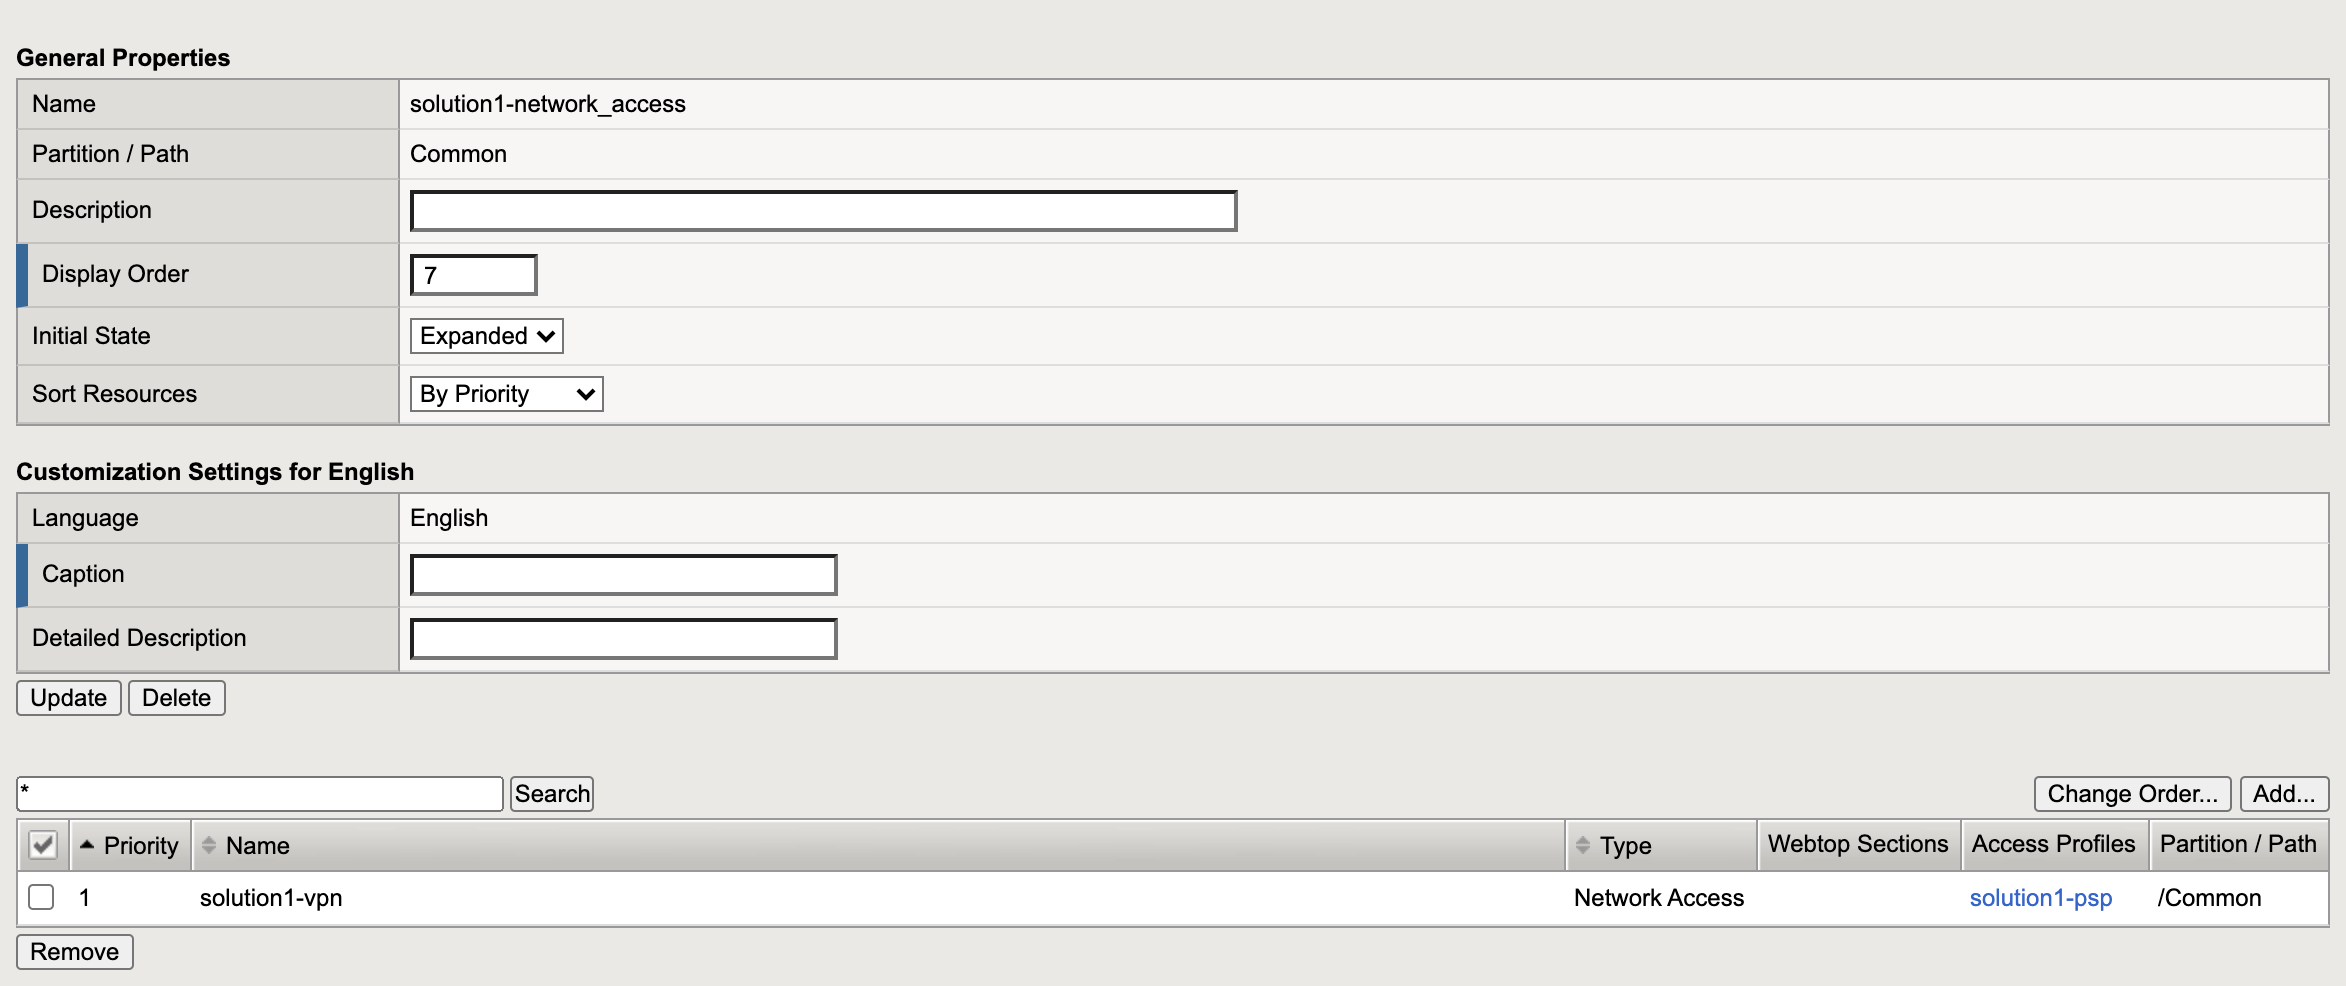 General Properties
Name solution1-network_access
Partition / Path Common
Description
Display Order 7
Initial State Expanded
Sort Resources By Priority
Customization Settings for English
Language English
Caption
Detailed Description
Update Delete
* Search Change Order... Add...
Priority Name Type Webtop Sections Access Profiles Partition / Path
1 solution1-vpn Network Access solution1-psp /Common
Remove